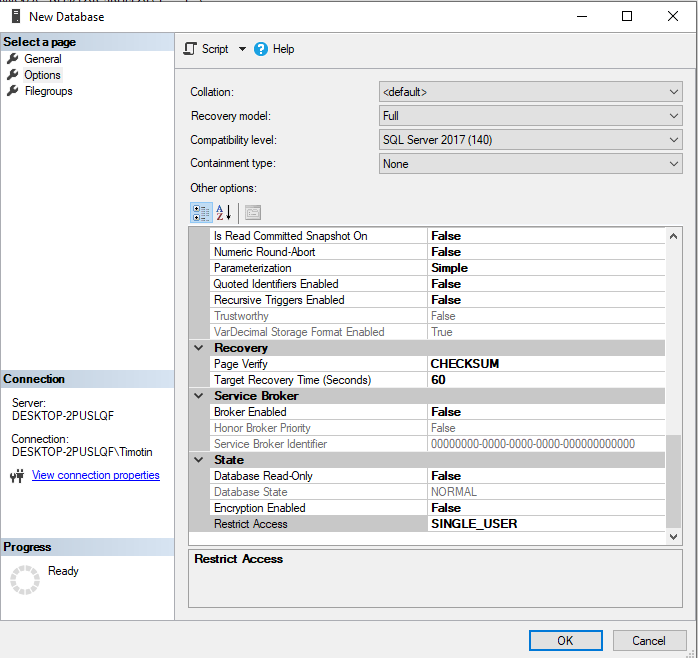 New Database
Select a page
General
Options
Filegroups
Script
Help
Collation: <default>
Recovery model: Full
Compatibility level: SQL Server 2017 (140)
Containment type: None
Other options:
Is Read Committed Snapshot On False
Numeric Round-Abort False
Parameterization Simple
Quoted Identifiers Enabled False
Recursive Triggers Enabled False
Trustworthy False
VarDecimal Storage Format Enabled True
Recovery
Page Verify CHECKSUM
Target Recovery Time (Seconds) 60
Service Broker
Broker Enabled False
Honor Broker Priority False
Service Broker Identifier 00000000-0000-0000-0000-000000000000
State
Database Read-Only False
Database State NORMAL
Encryption Enabled False
Restrict Access SINGLE_USER
Restrict Access
Connection
Server:
DESKTOP-2PUSLQF
Connection:
DESKTOP-2PUSLQF\Timotin
View connection properties
Progress
Ready
OK
Cancel